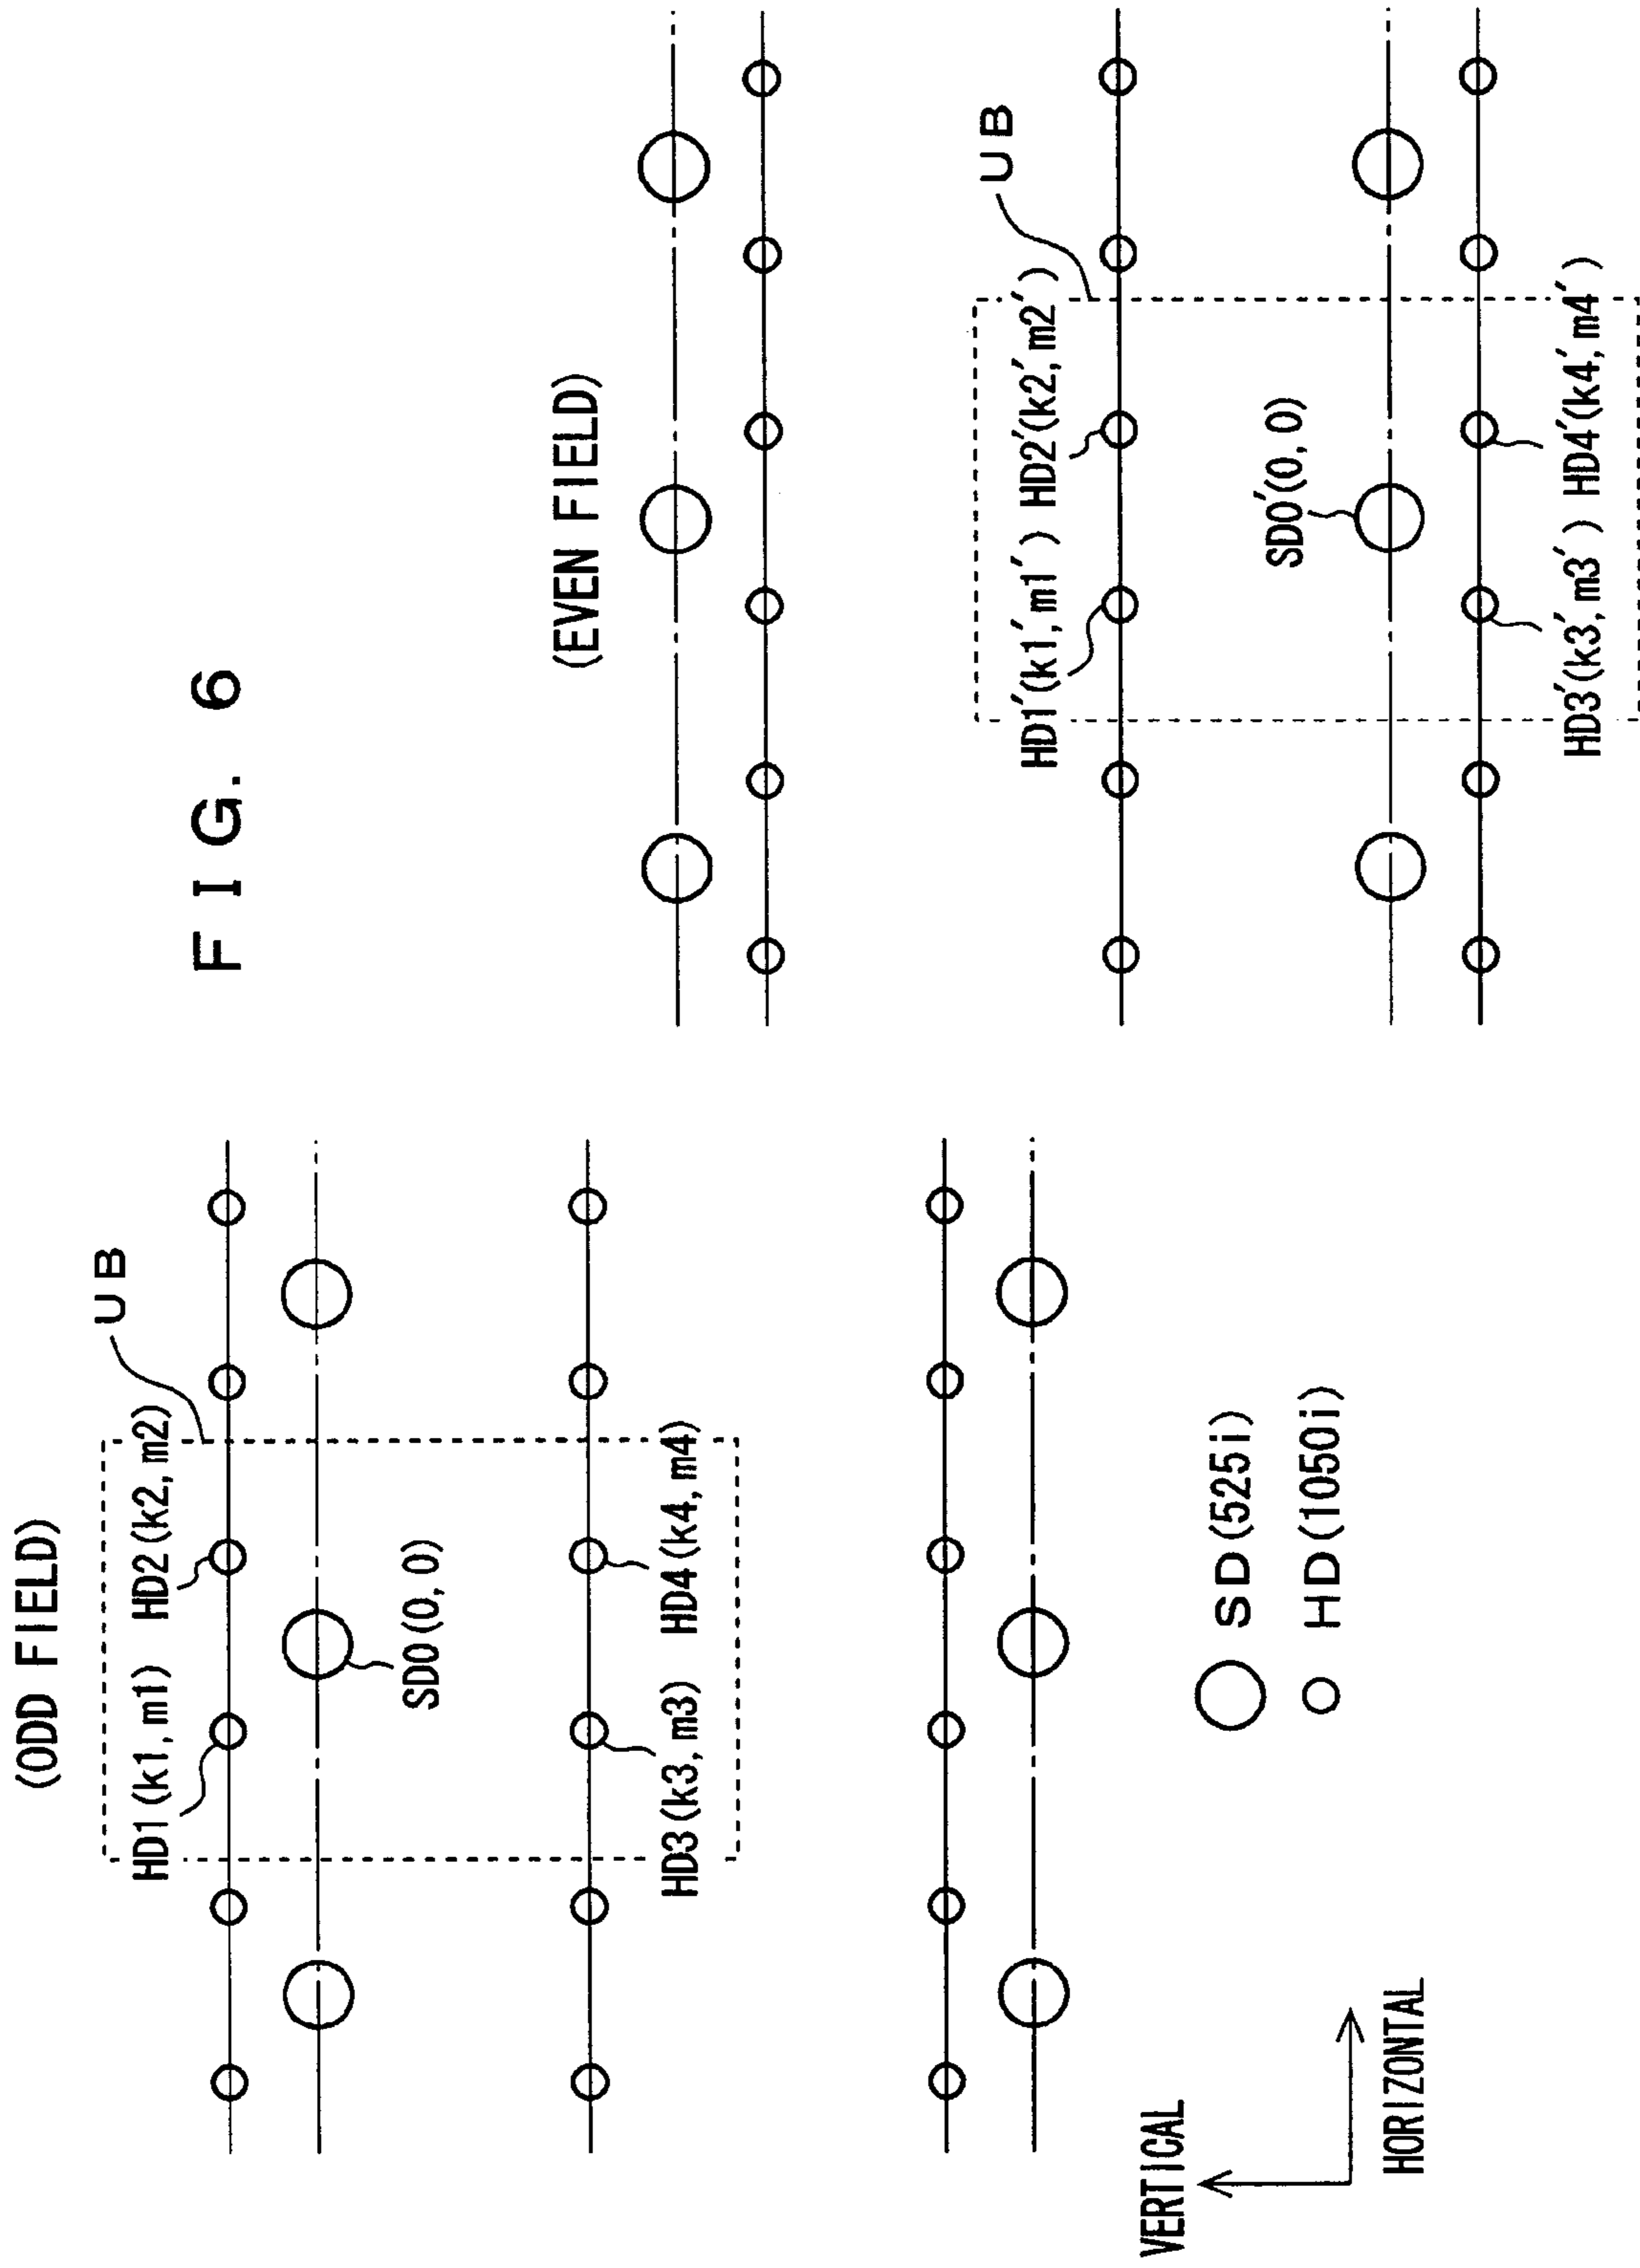 FIG. 6
(ODD FIELD)
UB
HD1(k1, m1) HD2(k2, m2)
SD0(0, 0)
HD3(k3, m3) HD4(k4, m4)
SD(525i)
HD(1050i)
VERTICAL
HORIZONTAL
(EVEN FIELD)
UB
HD1′(k1′, m1′) HD2′(k2′, m2′)
SD0′(0, 0)
HD3′(k3′, m3′) HD4′(k4′, m4′)